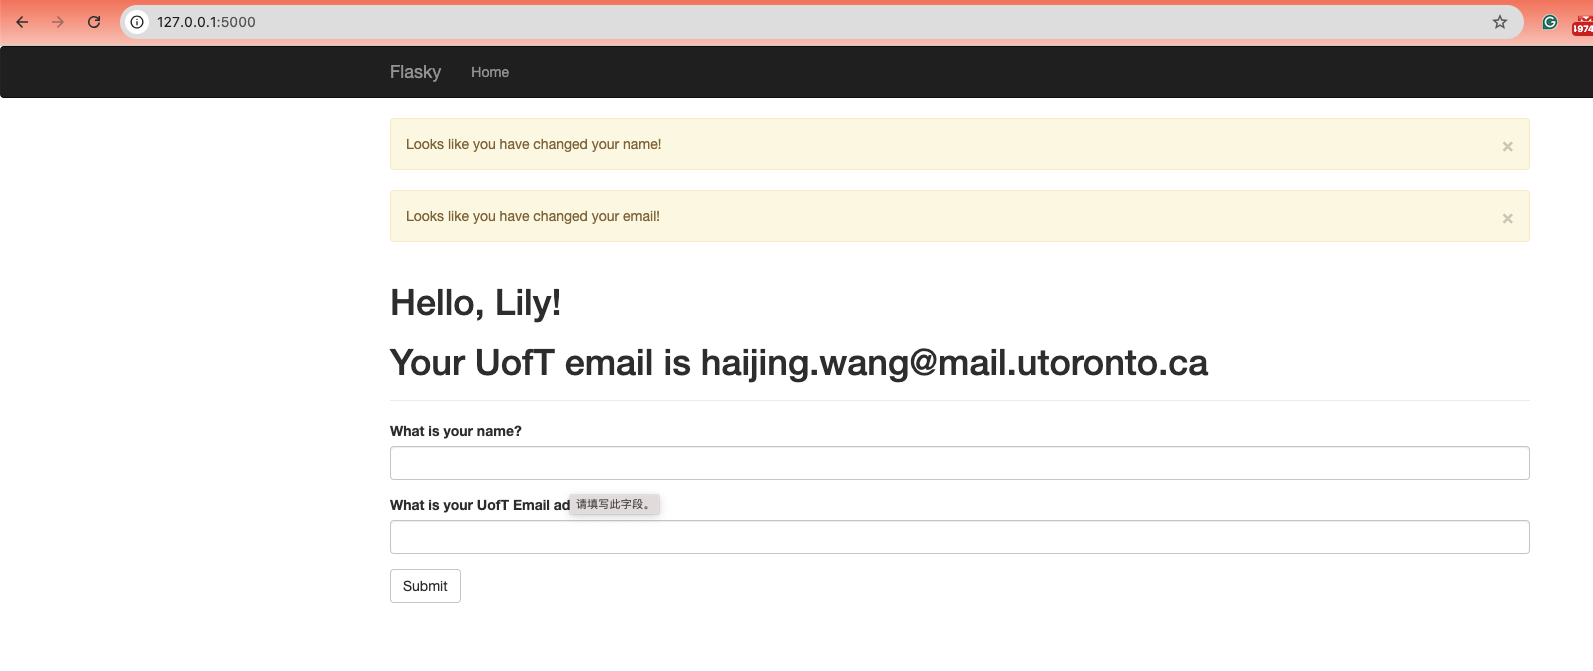 127.0.0.1:5000
4974
Flasky Home
Looks like you have changed your name! ×
Looks like you have changed your email! ×
Hello, Lily!
Your UofT email is haijing.wang@mail.utoronto.ca
What is your name?
What is your UofT Email ad 请填写此字段。
Submit